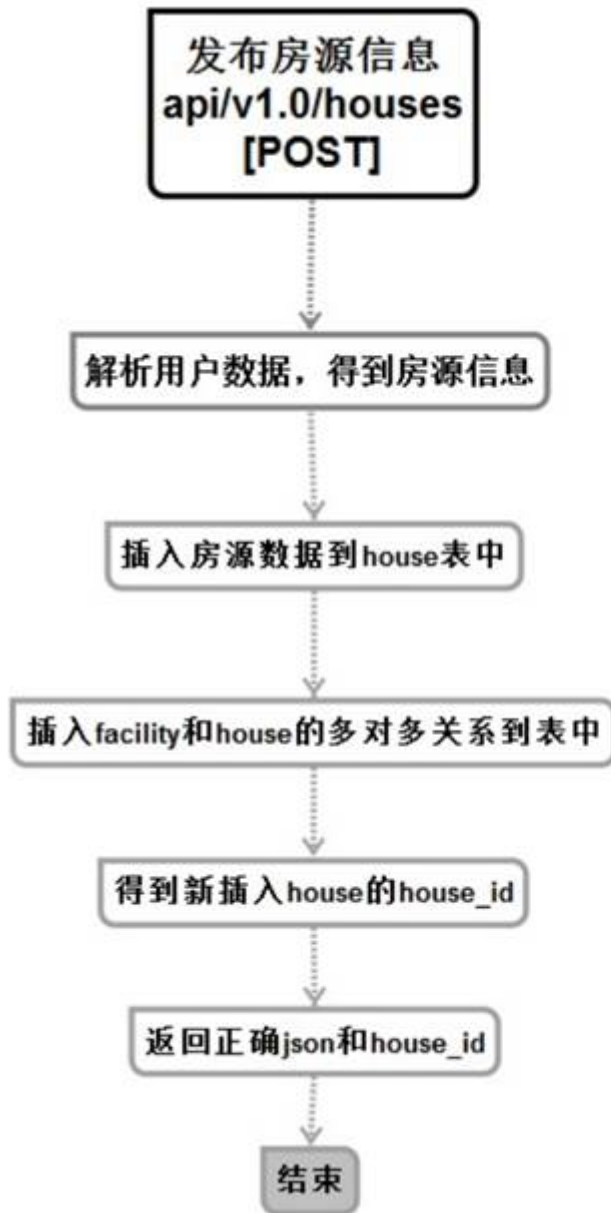 发布房源信息
api/v1.0/houses
[POST]
解析用户数据，得到房源信息
插入房源数据到house表中
插入facility和house的多对多关系到表中
得到新插入house的house_id
返回正确json和house_id
结束